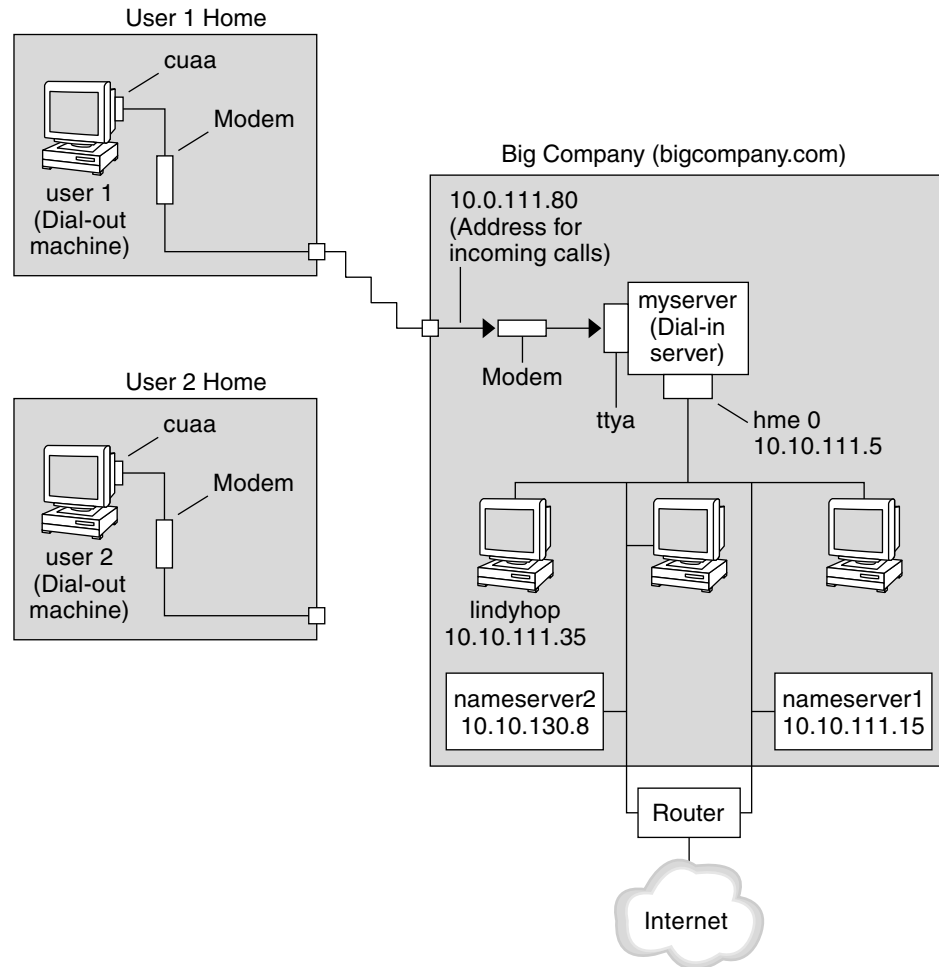 User 1 Home
cuaa
Modem
user 1
(Dial-out
machine)
Big Company (bigcompany.com)
10.0.111.80
(Address for
incoming calls)
myserver
(Dial-in
server)
Modem
ttya
hme 0
10.10.111.5
User 2 Home
cuaa
Modem
user 2
(Dial-out
machine)
lindyhop
10.10.111.35
nameserver2
10.10.130.8
nameserver1
10.10.111.15
Router
Internet